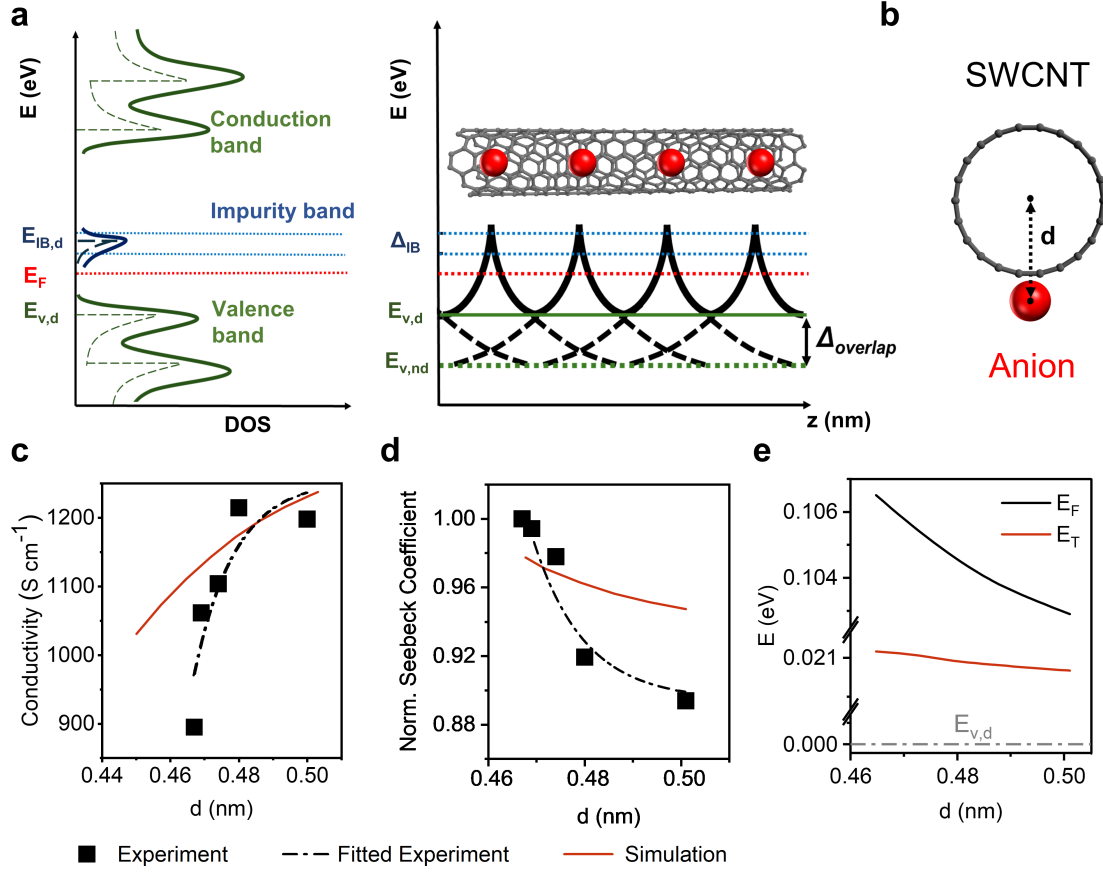 a
E (eV)
Conduction
band
Impurity band
E_IB,d
E_F
E_v,d
Valence
band
DOS
E (eV)
Δ_IB
E_v,d
E_v,nd
Δ_overlap
z (nm)
b
SWCNT
d
Anion
c
Conductivity (S cm⁻¹)
1200
1100
1000
900
0.44 0.46 0.48 0.50
d (nm)
d
Norm. Seebeck Coefficient
1.00
0.96
0.92
0.88
0.46 0.48 0.50
d (nm)
e
E (eV)
E_F
E_T
0.106
0.104
0.021
0.000
E_v,d
0.46 0.48 0.50
d (nm)
Experiment Fitted Experiment Simulation